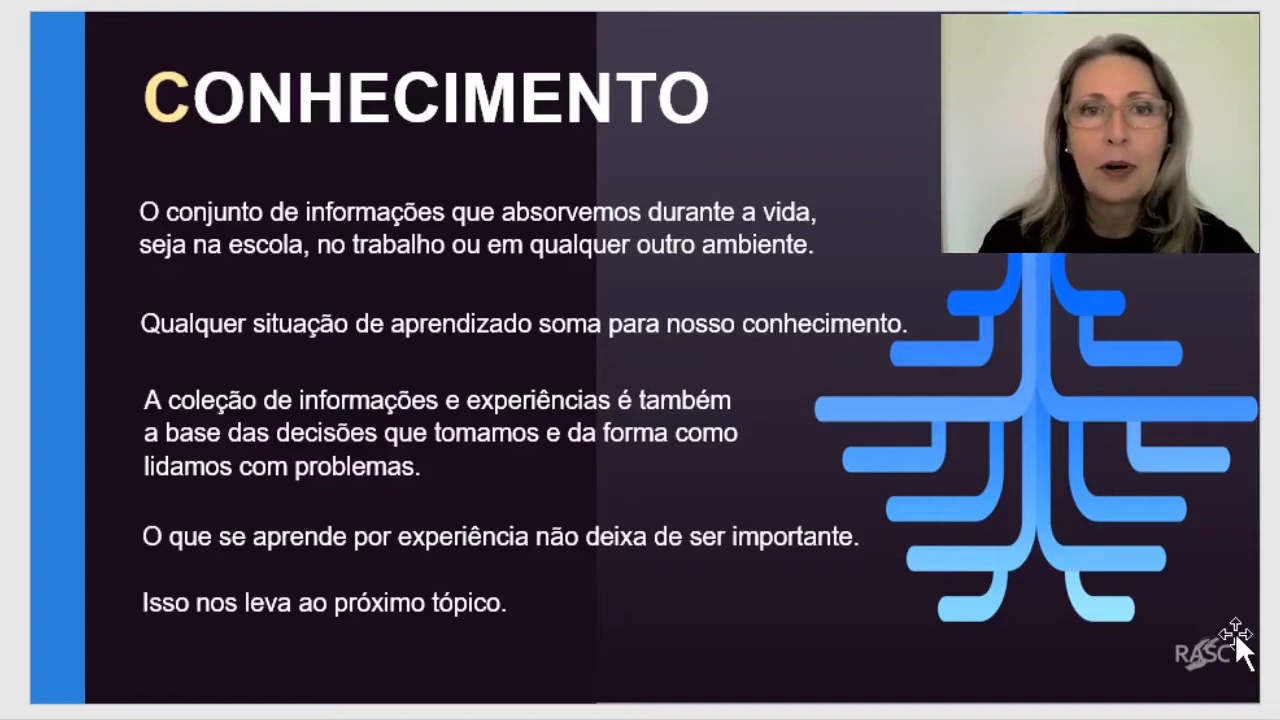 CONHECIMENTO
O conjunto de informações que absorvemos durante a vida,
seja na escola, no trabalho ou em qualquer outro ambiente.
Qualquer situação de aprendizado soma para nosso conhecimento.
A coleção de informações e experiências é também
a base das decisões que tomamos e da forma como
lidamos com problemas.
O que se aprende por experiência não deixa de ser importante.
Isso nos leva ao próximo tópico.
RASC